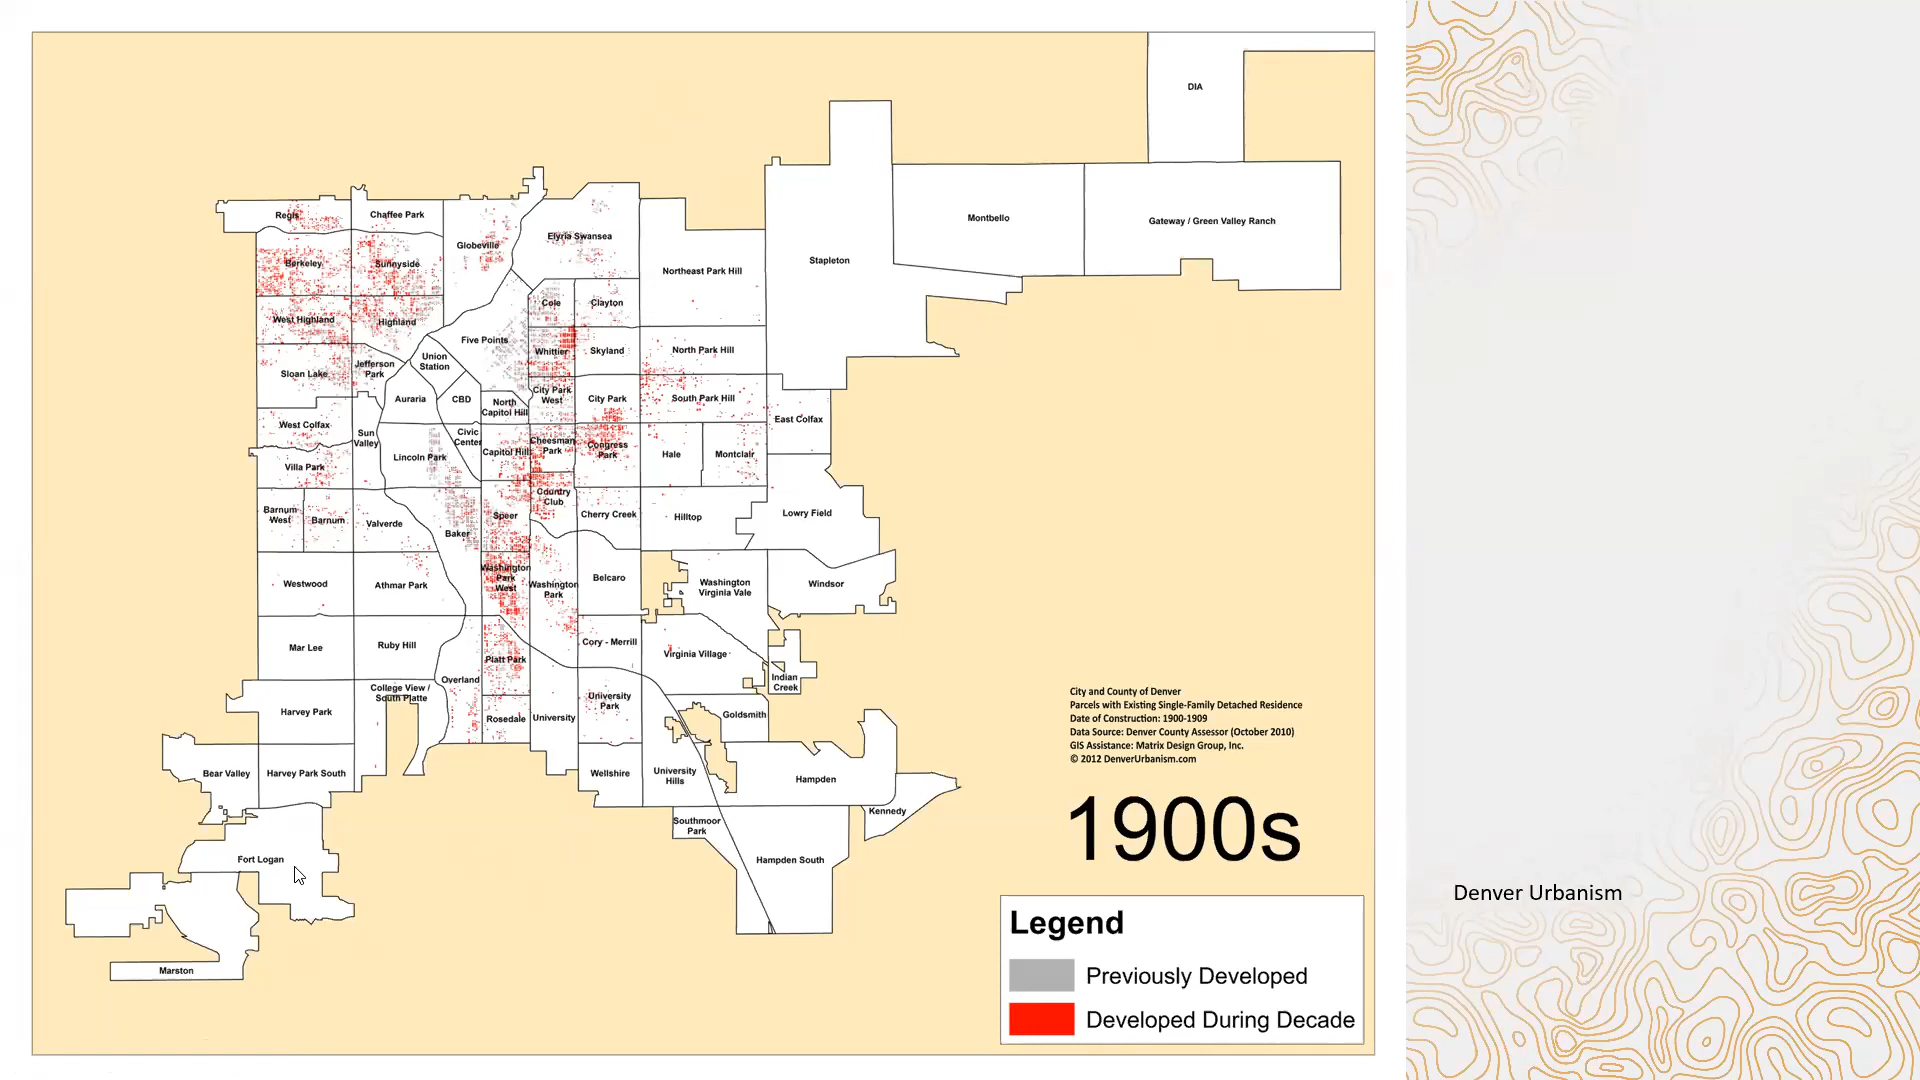 DIA
Regis
Chaffee Park
Globeville
Elyria Swansea
Montbello
Gateway / Green Valley Ranch
Berkeley
Sunnyside
Northeast Park Hill
Stapleton
West Highland
Highland
Cole
Clayton
Five Points
Whittier
Skyland
North Park Hill
Sloan Lake
Jefferson
Park
Union
Station
Auraria
CBD
North
Capitol Hill
City Park
West
City Park
South Park Hill
East Colfax
West Colfax
Sun
Valley
Civic
Center
Lincoln Park
Capitol Hill
Cheesman
Park
Congress
Park
Hale
Montclair
Villa Park
Barnum
West
Barnum
Valverde
Baker
Speer
Country
Club
Cherry Creek
Hilltop
Lowry Field
Westwood
Athmar Park
Washington
Park
West
Washington
Park
Belcaro
Washington
Virginia Vale
Windsor
Mar Lee
Ruby Hill
Platt Park
Cory - Merrill
Virginia Village
Indian
Creek
Harvey Park
College View /
South Platte
Overland
Rosedale
University
University
Park
Goldsmith
Bear Valley
Harvey Park South
Wellshire
University
Hills
Hampden
Kennedy
Southmoor
Park
Hampden South
Fort Logan
Marston
City and County of Denver
Parcels with Existing Single-Family Detached Residence
Date of Construction: 1900-1909
Data Source: Denver County Assessor (October 2010)
GIS Assistance: Matrix Design Group, Inc.
© 2012 DenverUrbanism.com
1900s
Legend
Previously Developed
Developed During Decade
Denver Urbanism